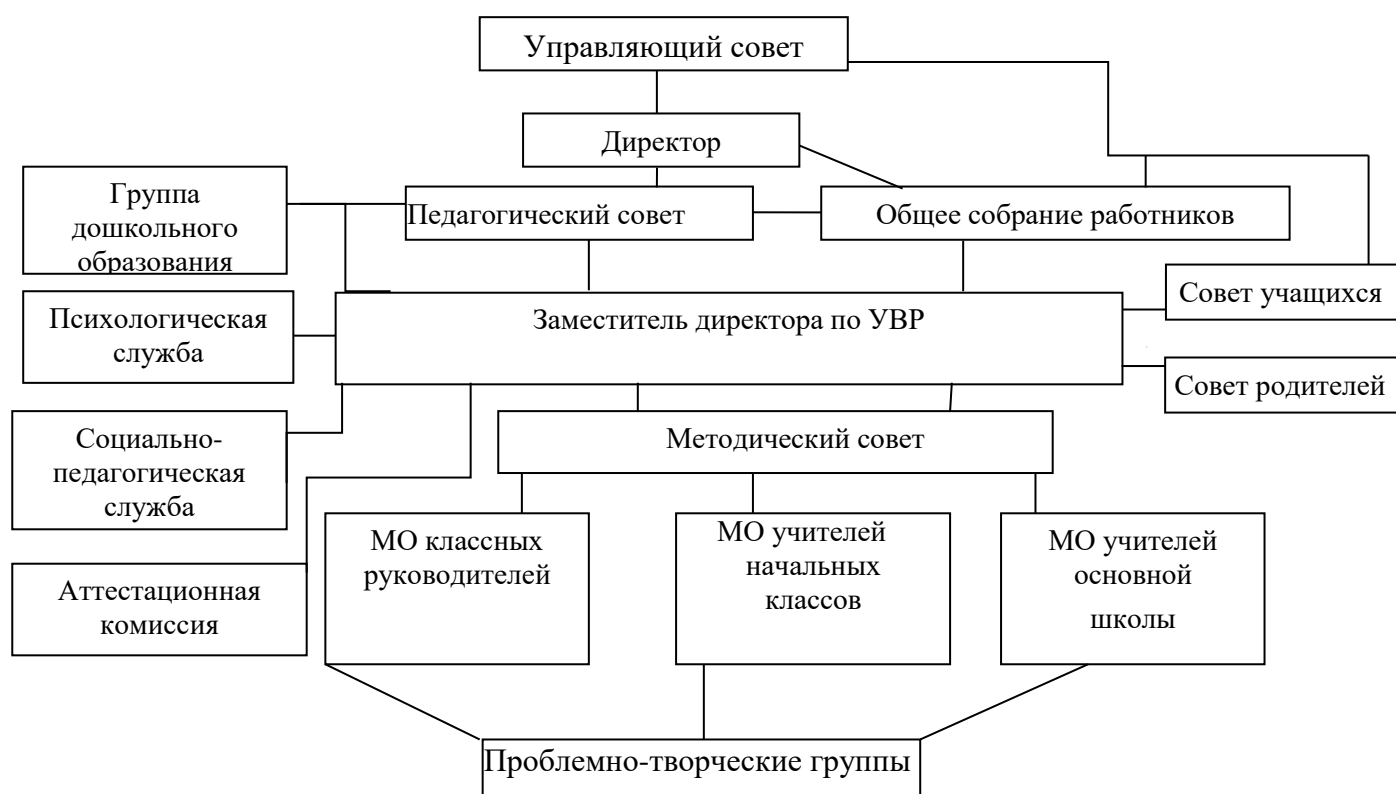 Управляющий совет
Директор
Группа
дошкольного
образования
Педагогический совет
Общее собрание работников
Совет учащихся
Психологическая
служба
Заместитель директора по УВР
Совет родителей
Социально-
педагогическая
служба
Методический совет
Аттестационная
комиссия
МО классных
руководителей
МО учителей
начальных
классов
МО учителей
основной
школы
Проблемно-творческие группы